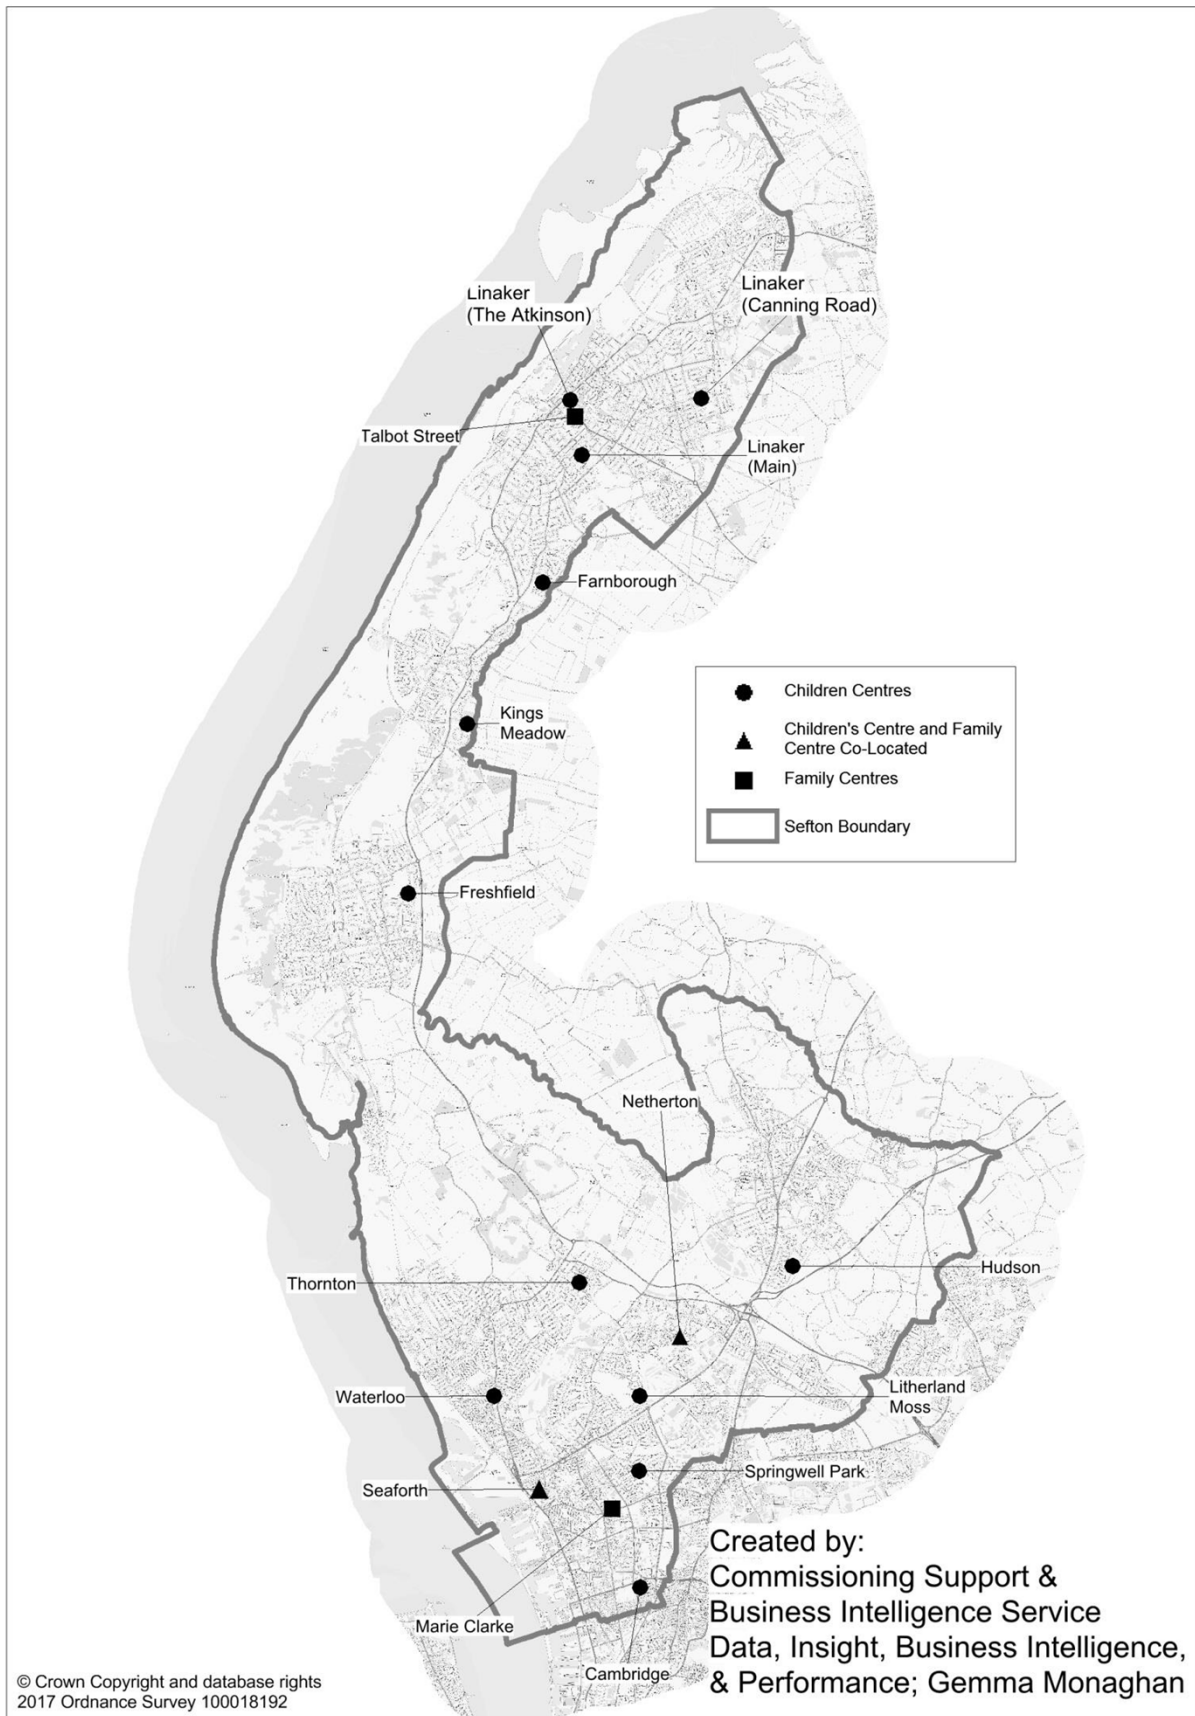 Linaker
(The Atkinson)
Linaker
(Canning Road)
Talbot Street
Linaker
(Main)
Farnborough
Kings
Meadow
Children Centres
Children's Centre and Family
Centre Co-Located
Family Centres
Sefton Boundary
Freshfield
Netherton
Thornton
Hudson
Waterloo
Litherland
Moss
Seaforth
Springwell Park
Marie Clarke
Cambridge
Created by:
Commissioning Support &
Business Intelligence Service
Data, Insight, Business Intelligence,
& Performance; Gemma Monaghan
© Crown Copyright and database rights
2017 Ordnance Survey 100018192